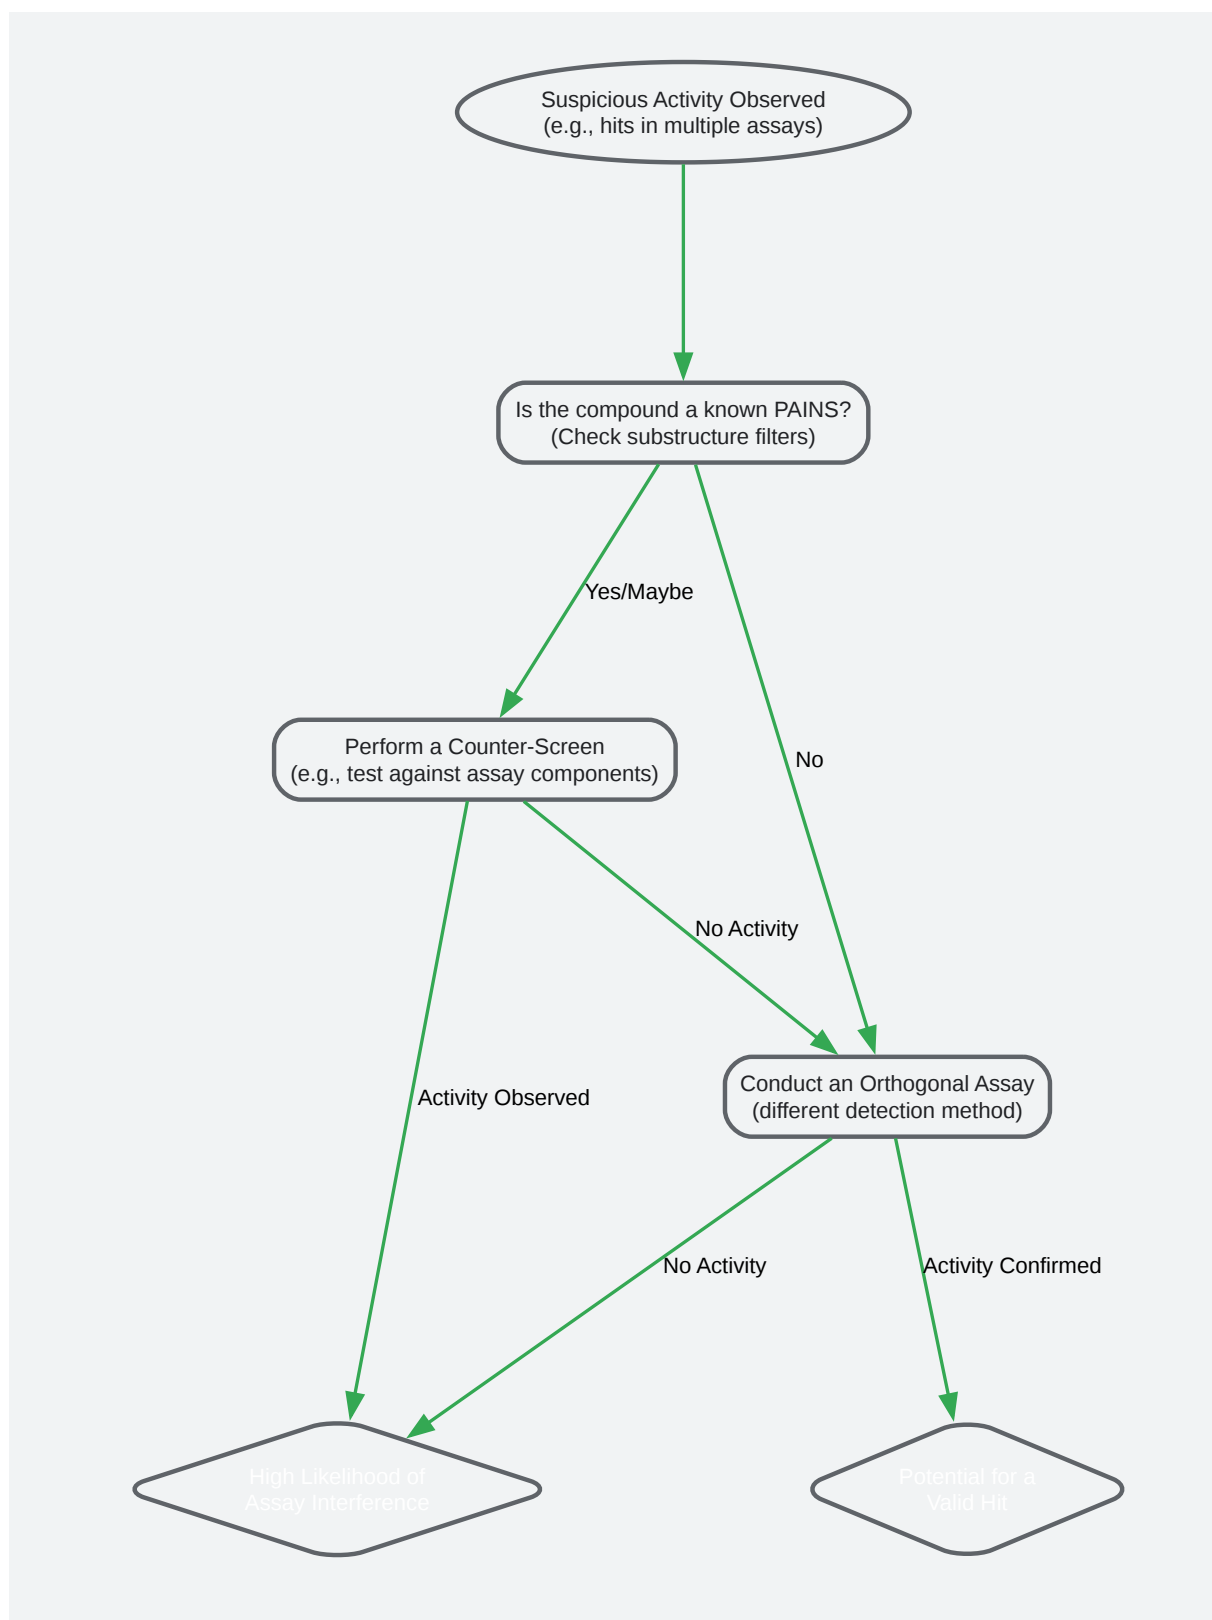 Suspicious Activity Observed
(e.g., hits in multiple assays)
Is the compound a known PAINS?
(Check substructure filters)
Yes/Maybe
Perform a Counter-Screen
(e.g., test against assay components)
No
No Activity
Conduct an Orthogonal Assay
(different detection method)
Activity Observed
No Activity
Activity Confirmed
High Likelihood of
Assay Interference
Potential for a
Valid Hit